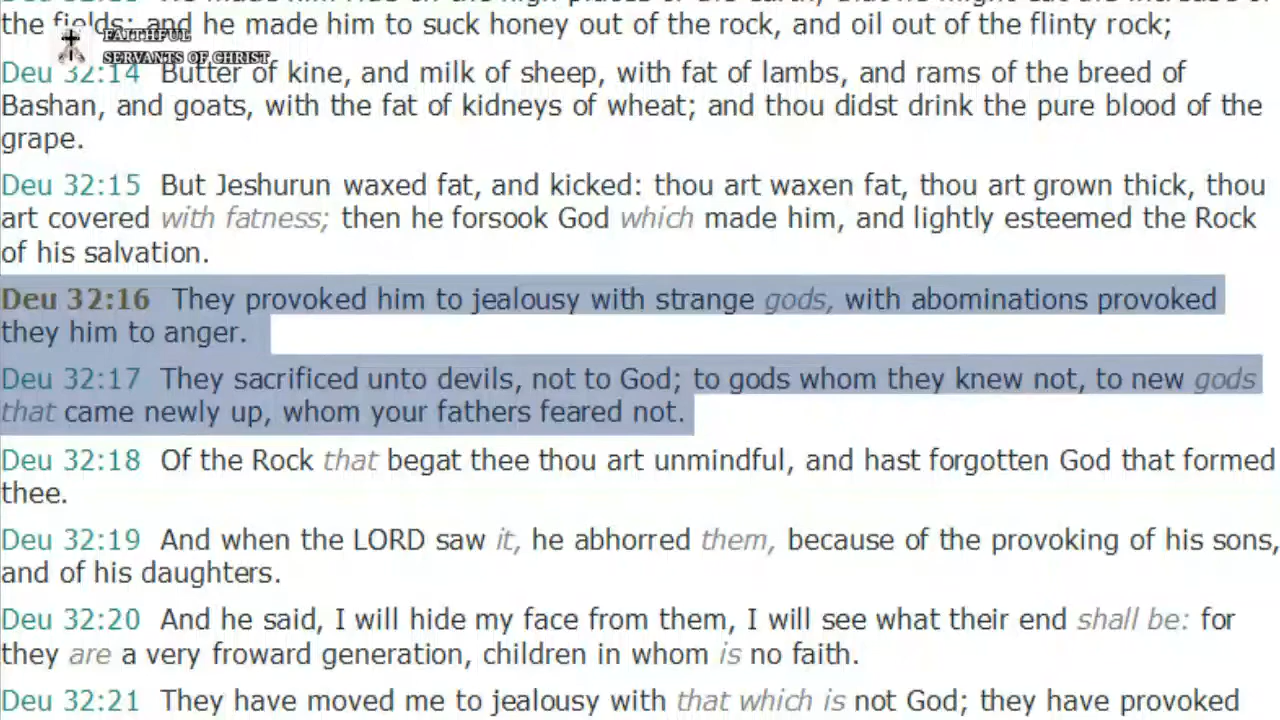 the fields; and he made him to suck honey out of the rock, and oil out of the flinty rock;
FAITHFUL
SERVANTS OF CHRIST
Deu 32:14 Butter of kine, and milk of sheep, with fat of lambs, and rams of the breed of
Bashan, and goats, with the fat of kidneys of wheat; and thou didst drink the pure blood of the
grape.
Deu 32:15 But Jeshurun waxed fat, and kicked: thou art waxen fat, thou art grown thick, thou
art covered with fatness; then he forsook God which made him, and lightly esteemed the Rock
of his salvation.
Deu 32:16 They provoked him to jealousy with strange gods, with abominations provoked
they him to anger.
Deu 32:17 They sacrificed unto devils, not to God; to gods whom they knew not, to new gods
that came newly up, whom your fathers feared not.
Deu 32:18 Of the Rock that begat thee thou art unmindful, and hast forgotten God that formed
thee.
Deu 32:19 And when the LORD saw it, he abhorred them, because of the provoking of his sons,
and of his daughters.
Deu 32:20 And he said, I will hide my face from them, I will see what their end shall be: for
they are a very froward generation, children in whom is no faith.
Deu 32:21 They have moved me to jealousy with that which is not God; they have provoked